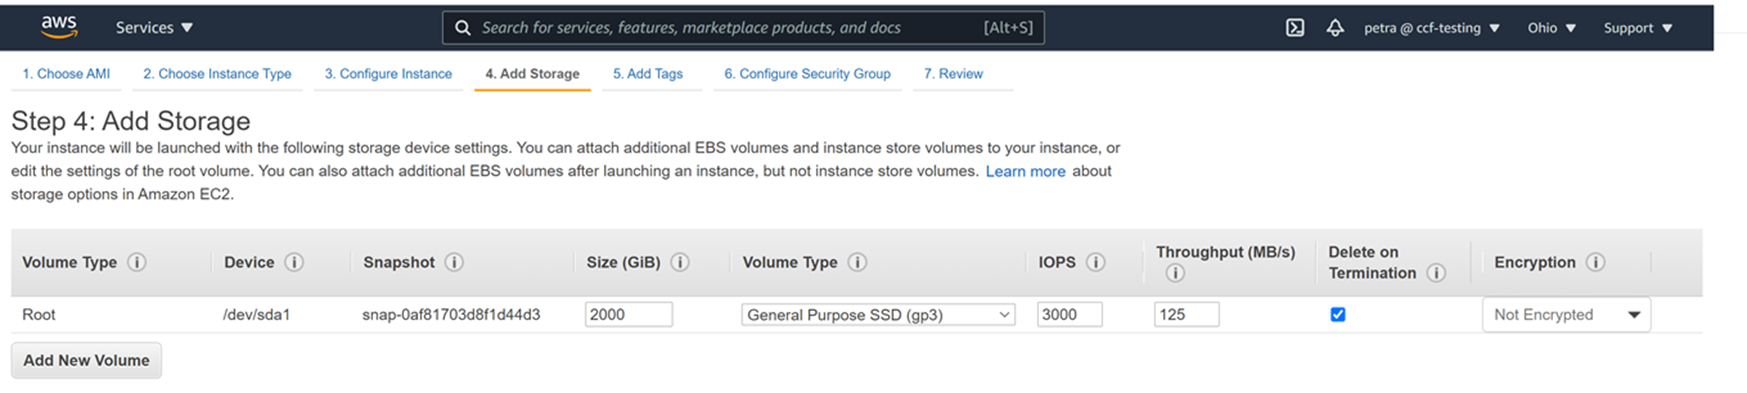 aws Services Search for services, features, marketplace products, and docs [Alt+S] petra @ ccf-testing Ohio Support
1. Choose AMI 2. Choose Instance Type 3. Configure Instance 4. Add Storage 5. Add Tags 6. Configure Security Group 7. Review
Step 4: Add Storage
Your instance will be launched with the following storage device settings. You can attach additional EBS volumes and instance store volumes to your instance, or
edit the settings of the root volume. You can also attach additional EBS volumes after launching an instance, but not instance store volumes. Learn more about
storage options in Amazon EC2.
Volume Type Device Snapshot Size (GiB) Volume Type IOPS Throughput (MB/s) Delete on Termination Encryption
Root /dev/sda1 snap-0af81703d8f1d44d3 2000 General Purpose SSD (gp3) 3000 125 Not Encrypted
Add New Volume